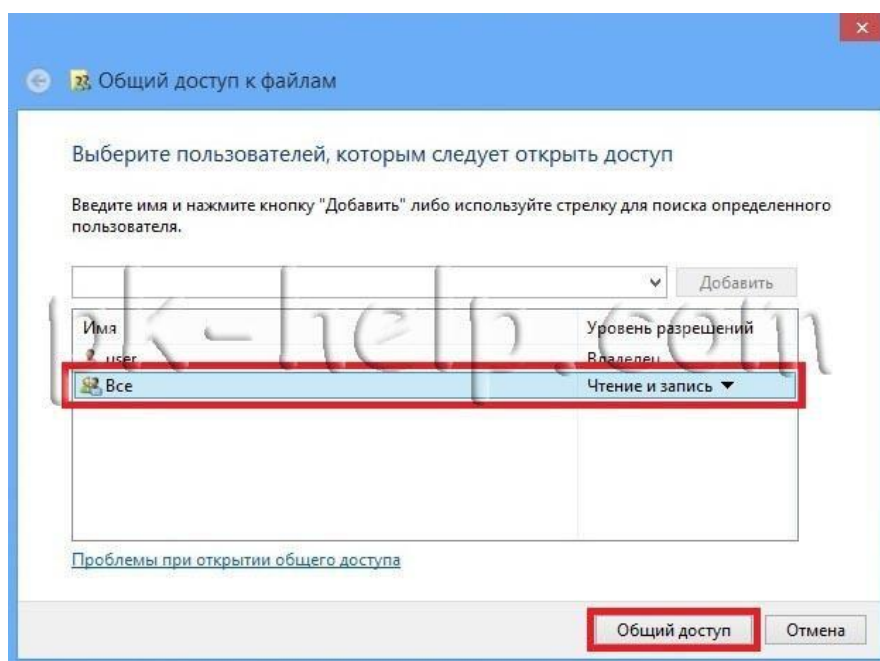 Общий доступ к файлам
Выберите пользователей, которым следует открыть доступ
Введите имя и нажмите кнопку "Добавить" либо используйте стрелку для поиска определенного
пользователя.
Добавить
pk-help.com
Имя Уровень разрешений
user Владелец
Все Чтение и запись
Проблемы при открытии общего доступа
Общий доступ Отмена